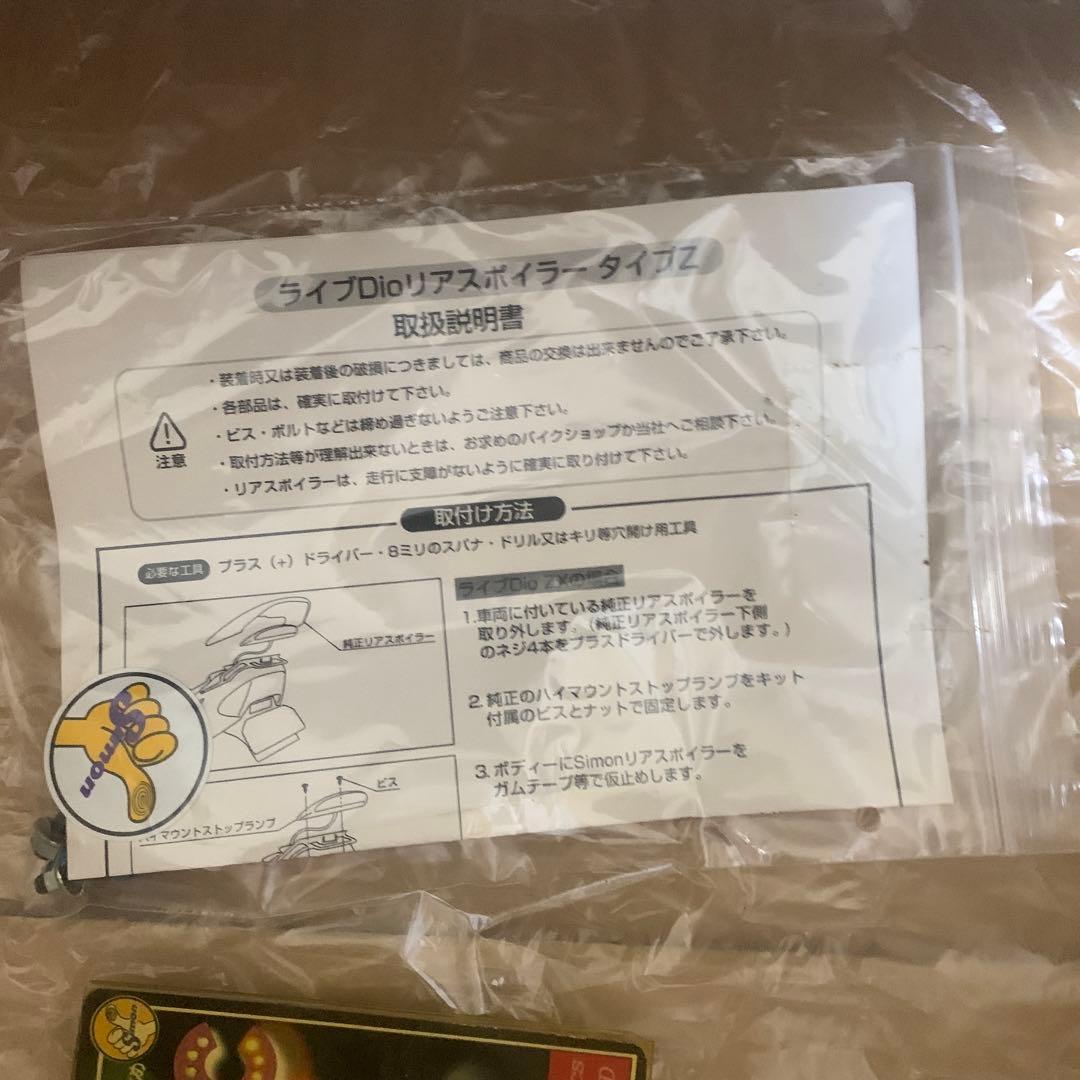 ライブDioリアスポイラー タイプZ
取扱説明書
・装着時又は装着後の破損につきましては、商品の交換は出来ませんのでご了承下さい。
・各部品は、確実に取付けて下さい。
・ビス・ボルトなどは締め過ぎないようご注意下さい。
・取付方法等が理解出来ないときは、お求めのバイクショップか当社へご相談下さい。
・リアスポイラーは、走行に支障がないように確実に取り付けて下さい。
注意
取付け方法
必要な工具 プラス（+）ドライバー・8ミリのスパナ・ドリル又はキリ等穴開け用工具
純正リアスポイラー
ライブDio ZXの場合
1.車両に付いている純正リアスポイラーを
取り外します。（純正リアスポイラー下側
のネジ4本をプラスドライバーで外します。）
2.純正のハイマウントストップランプをキット
付属のビスとナットで固定します。
3.ボディーにSimonリアスポイラーを
ガムテープ等で仮止めします。
ビス
ハイマウントストップランプ
Simon
Simon